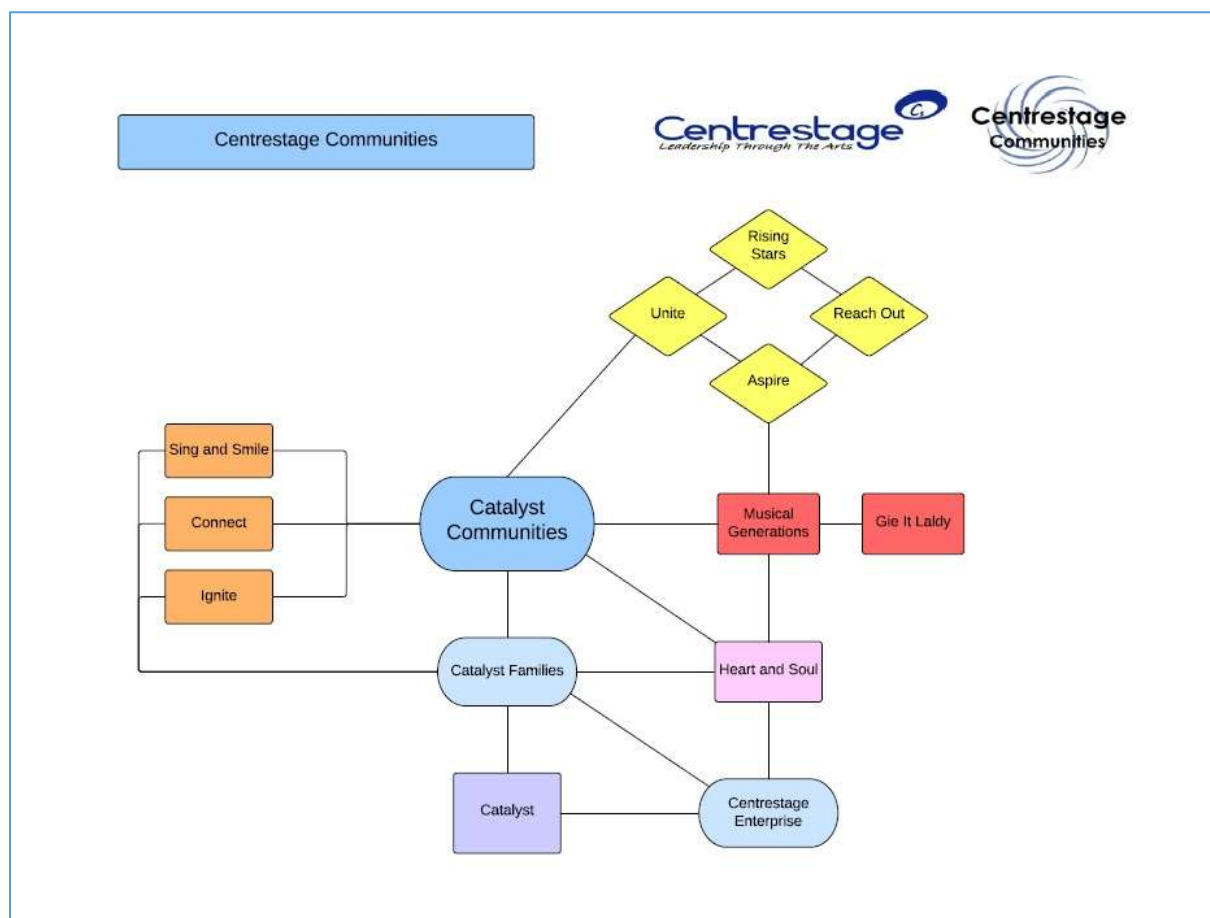 Centrestage Communities
Centrestage
Leadership Through The Arts
Centrestage
Communities
Rising
Stars
Unite
Reach Out
Aspire
Sing and Smile
Connect
Ignite
Catalyst
Communities
Musical
Generations
Gie It Laldy
Catalyst Families
Heart and Soul
Catalyst
Centrestage
Enterprise